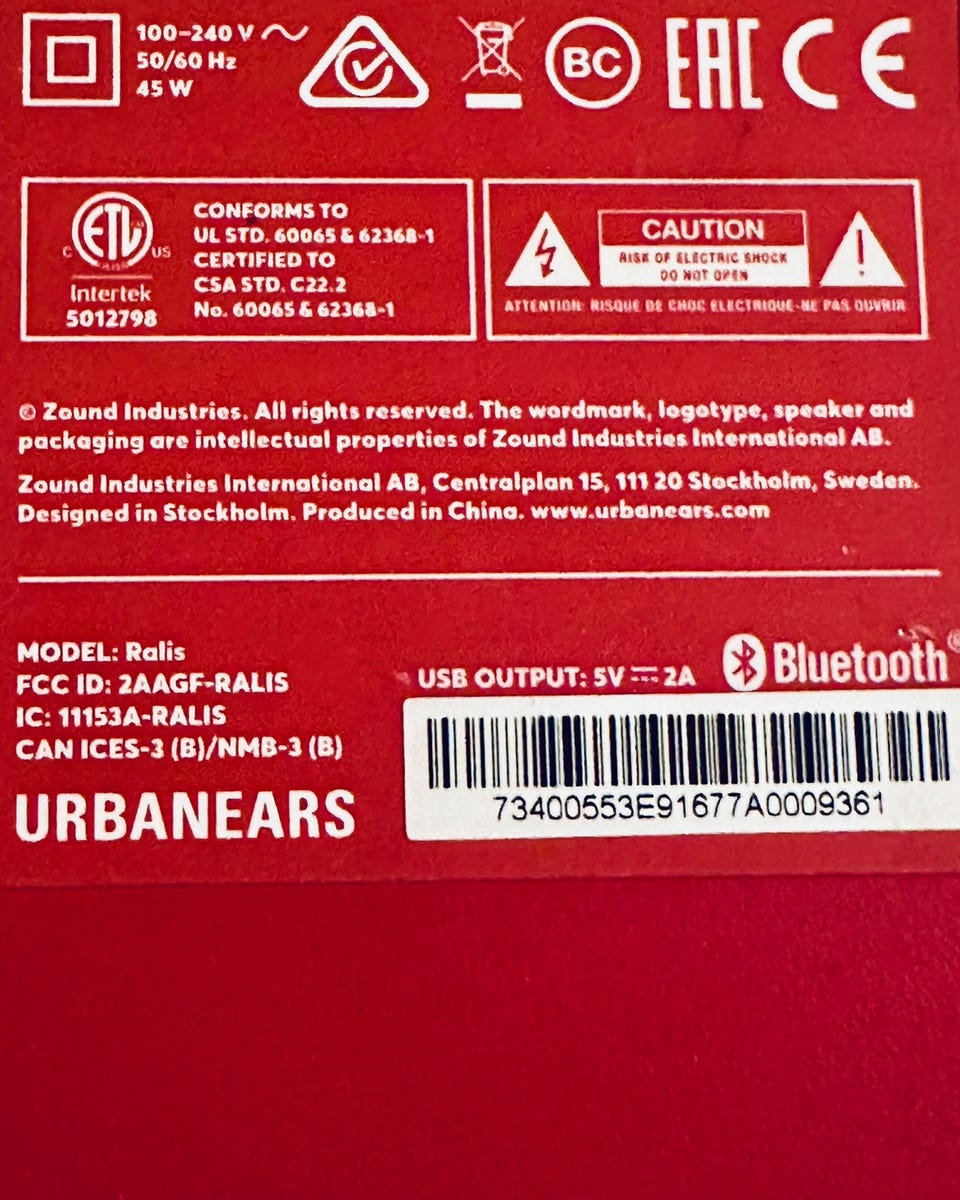 100-240 V ~
50/60 Hz
45 W
BC
EAC
CE
ETL
C US
Intertek
5012798
CONFORMS TO
UL STD. 60065 & 62368-1
CERTIFIED TO
CSA STD. C22.2
No. 60065 & 62368-1
CAUTION
RISK OF ELECTRIC SHOCK
DO NOT OPEN
ATTENTION: RISQUE DE CHOC ELECTRIQUE-NE PAS OUVRIR
© Zound Industries. All rights reserved. The wordmark, logotype, speaker and
packaging are intellectual properties of Zound Industries International AB.
Zound Industries International AB, Centralplan 15, 111 20 Stockholm, Sweden.
Designed in Stockholm. Produced in China. www.urbanears.com
MODEL: Ralis
FCC ID: 2AAGF-RALIS
IC: 11153A-RALIS
CAN ICES-3 (B)/NMB-3 (B)
URBANEARS
USB OUTPUT: 5V ⎓ 2A
Bluetooth®
73400553E91677A0009361